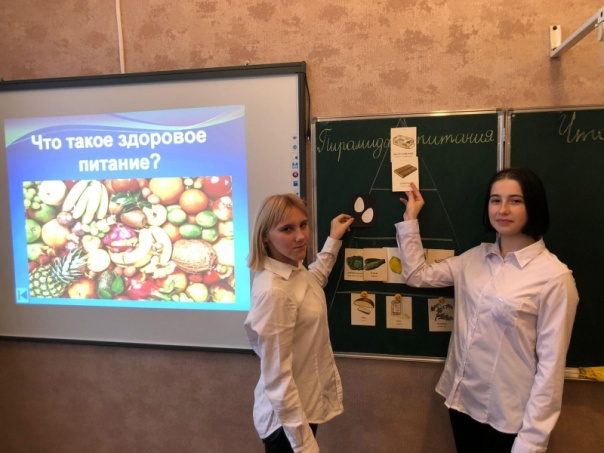 Что такое здоровое
питание?
Пирамида питания